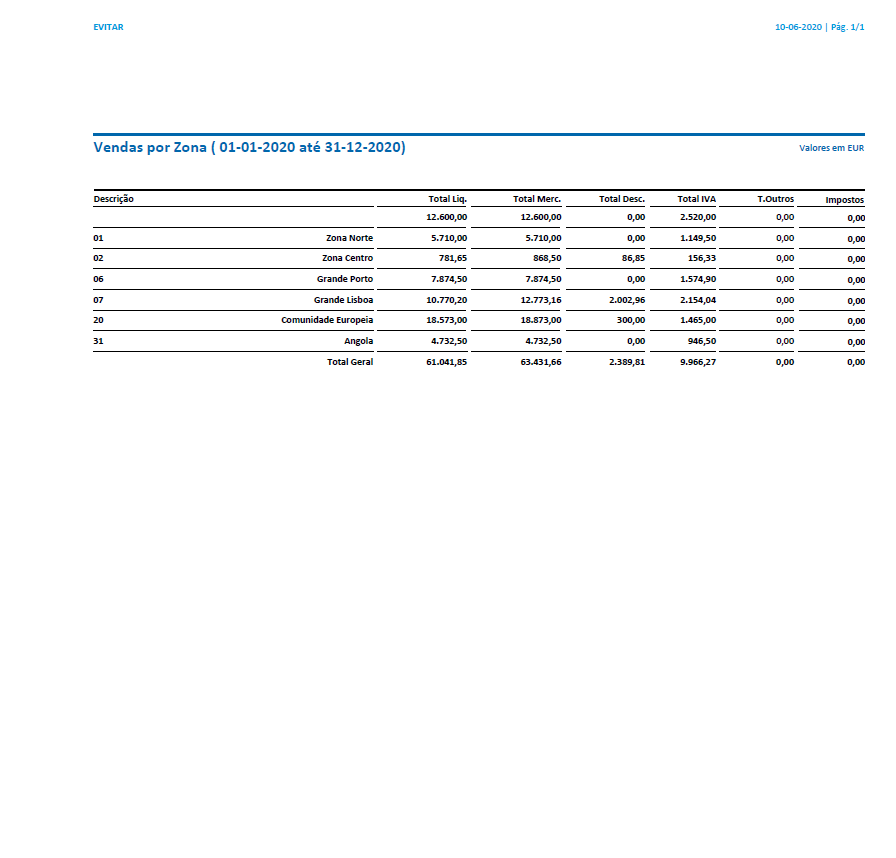 EVITAR 10-06-2020 | Pág. 1/1
Vendas por Zona ( 01-01-2020 até 31-12-2020) Valores em EUR
Descrição Total Liq. Total Merc. Total Desc. Total IVA T.Outros Impostos
12.600,00 12.600,00 0,00 2.520,00 0,00 0,00
01 Zona Norte 5.710,00 5.710,00 0,00 1.149,50 0,00 0,00
02 Zona Centro 781,65 868,50 86,85 156,33 0,00 0,00
06 Grande Porto 7.874,50 7.874,50 0,00 1.574,90 0,00 0,00
07 Grande Lisboa 10.770,20 12.773,16 2.002,96 2.154,04 0,00 0,00
20 Comunidade Europeia 18.573,00 18.873,00 300,00 1.465,00 0,00 0,00
31 Angola 4.732,50 4.732,50 0,00 946,50 0,00 0,00
Total Geral 61.041,85 63.431,66 2.389,81 9.966,27 0,00 0,00